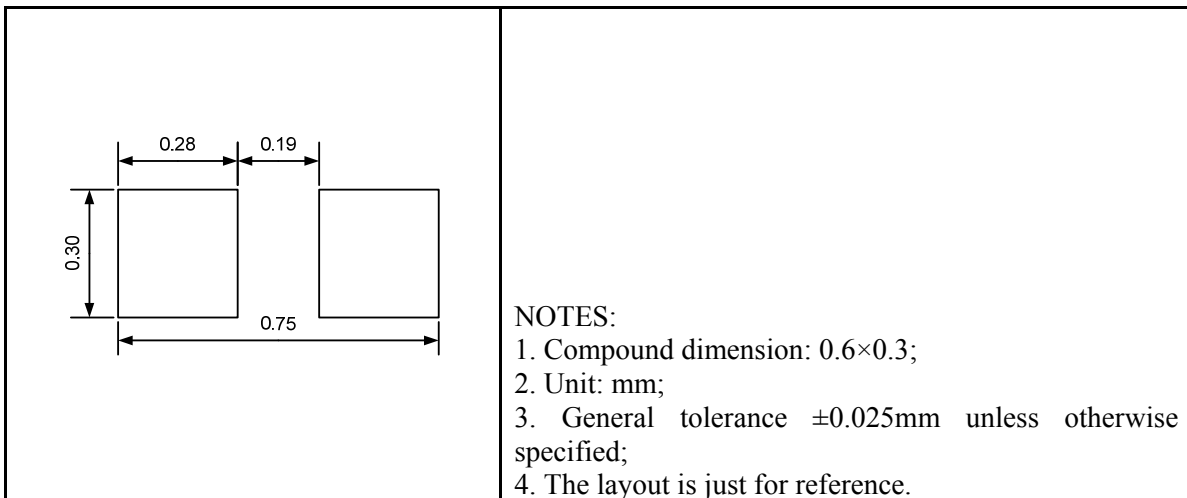 0.28
0.19
0.30
0.75
NOTES:
1. Compound dimension: 0.6×0.3;
2. Unit: mm;
3. General tolerance ±0.025mm unless otherwise
specified;
4. The layout is just for reference.